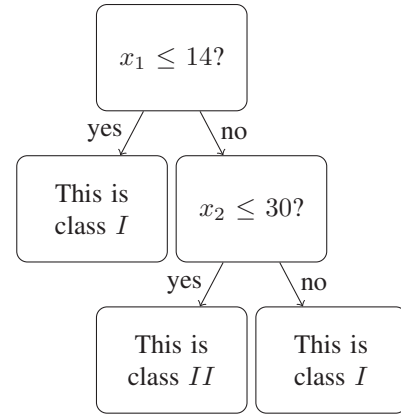 x₁ ≤ 14?
yes
no
This is
class I
x₂ ≤ 30?
yes
no
This is
class II
This is
class I